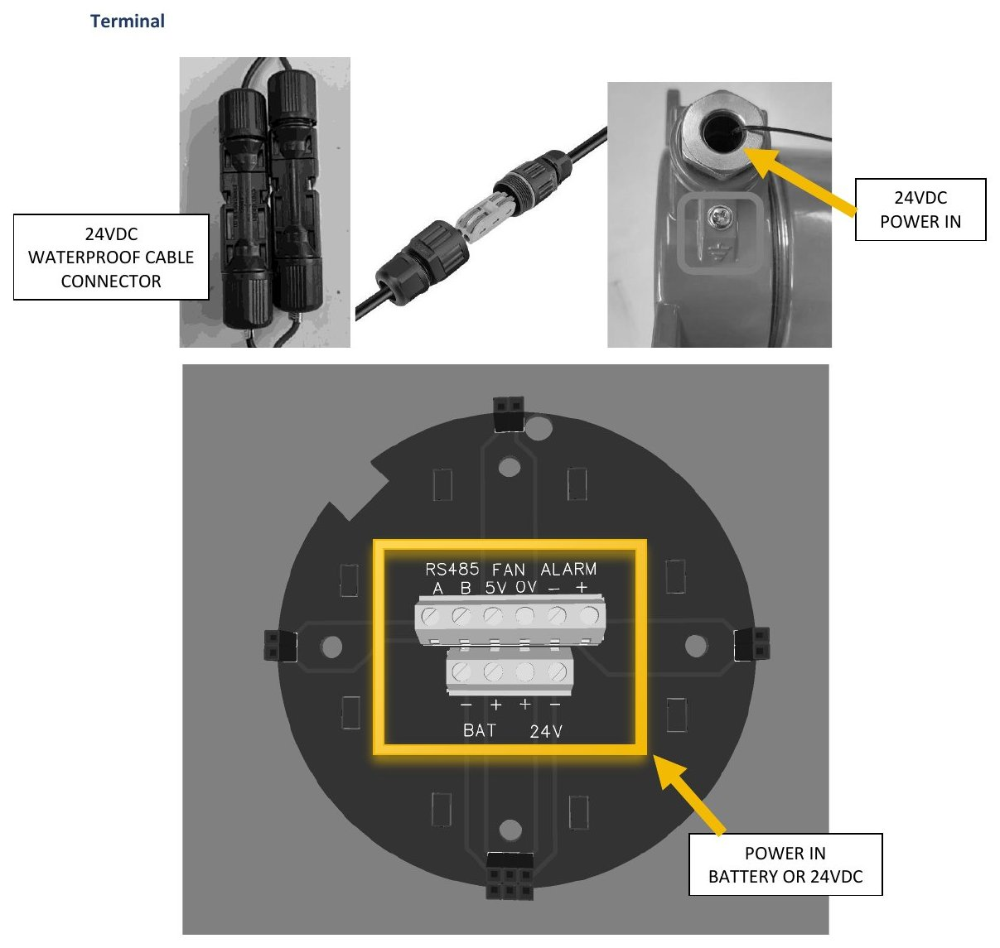 Terminal
24VDC
WATERPROOF CABLE
CONNECTOR
24VDC
POWER IN
RS485 FAN ALARM
A B 5V 0V − +
− + + −
BAT 24V
POWER IN
BATTERY OR 24VDC